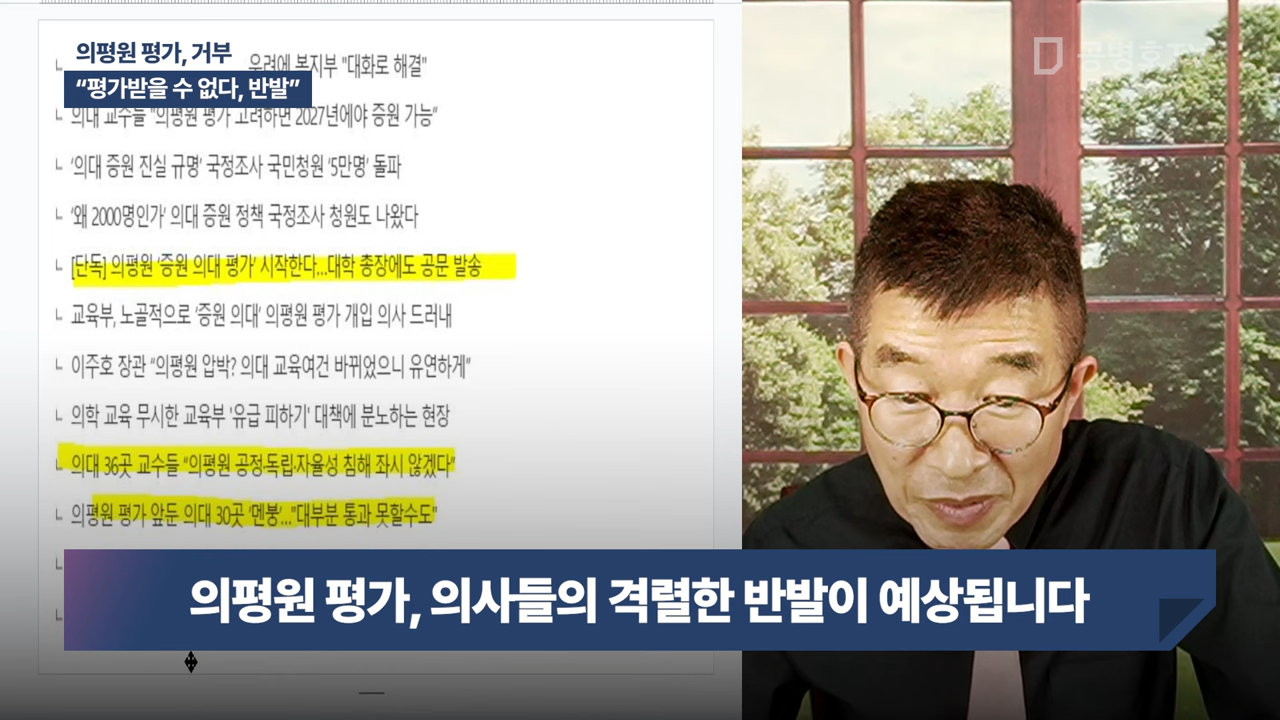 의평원 평가, 거부
“평가받을 수 없다, 반발”
우려에 복지부 "대화로 해결"
의대 교수들 "의평원 평가 고려하면 2027년에야 증원 가능"
‘의대 증원 진실 규명’ 국정조사 국민청원 ‘5만명’ 돌파
‘왜 2000명인가’ 의대 증원 정책 국정조사 청원도 나왔다
[단독] 의평원 ‘증원 의대 평가’ 시작한다...대학 총장에도 공문 발송
교육부, 노골적으로 ‘증원 의대’ 의평원 평가 개입 의사 드러내
이주호 장관 “의평원 압박? 의대 교육여건 바뀌었으니 유연하게”
의학 교육 무시한 교육부 '유급 피하기' 대책에 분노하는 현장
의대 36곳 교수들 “의평원 공정·독립·자율성 침해 좌시 않겠다”
의평원 평가 앞둔 의대 30곳 ‘멘붕’..."대부분 통과 못할수도"
의평원 평가, 의사들의 격렬한 반발이 예상됩니다